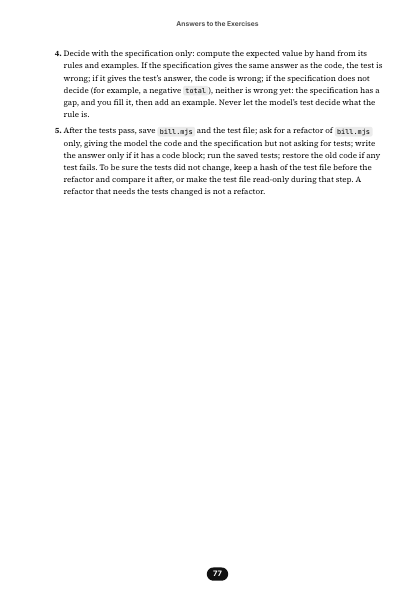 Answers to the Exercises
4. Decide with the specification only: compute the expected value by hand from its
rules and examples. If the specification gives the same answer as the code, the test is
wrong; if it gives the test's answer, the code is wrong; if the specification does not
decide (for example, a negative total), neither is wrong yet: the specification has a
gap, and you fill it, then add an example. Never let the model's test decide what the
rule is.
5. After the tests pass, save bill.mjs and the test file; ask for a refactor of bill.mjs
only, giving the model the code and the specification but not asking for tests; write
the answer only if it has a code block; run the saved tests; restore the old code if any
test fails. To be sure the tests did not change, keep a hash of the test file before the
refactor and compare it after, or make the test file read-only during that step. A
refactor that needs the tests changed is not a refactor.
77